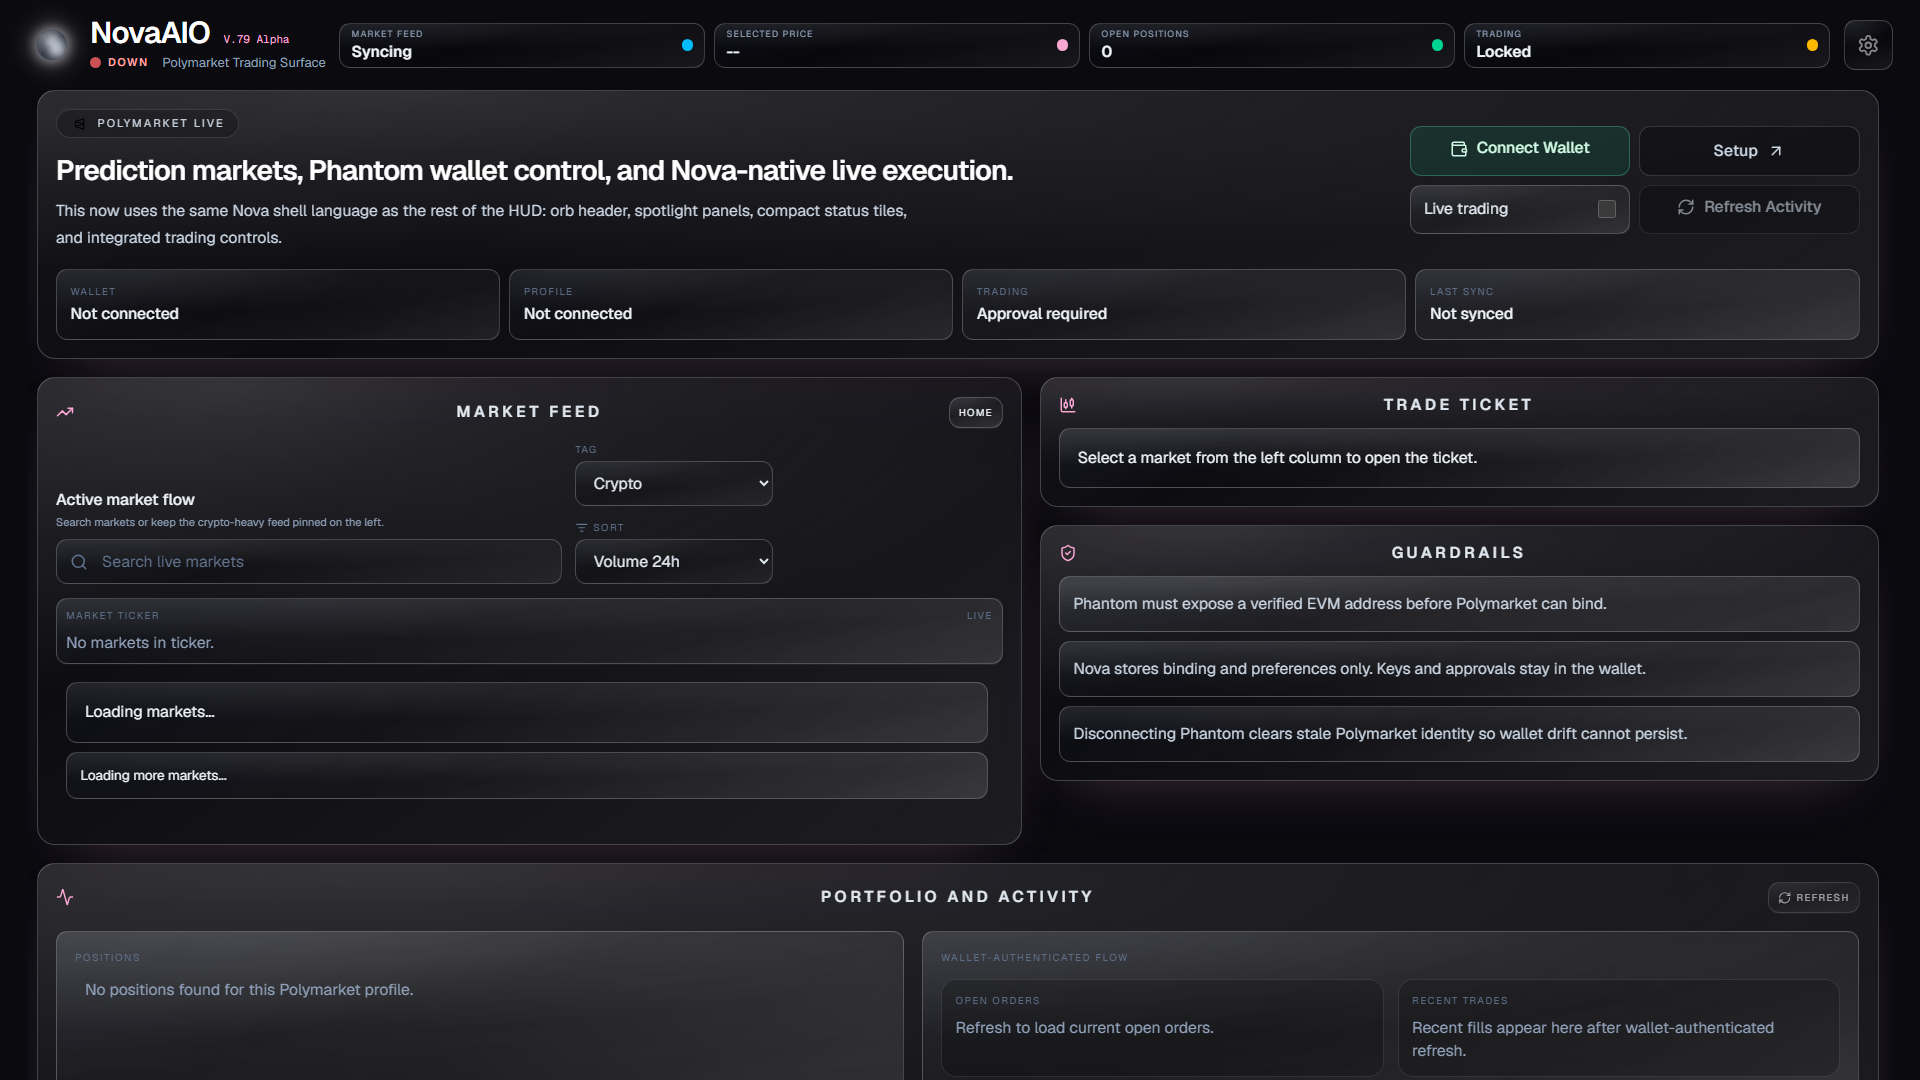 NovaAIO V.79 Alpha
DOWN Polymarket Trading Surface
MARKET FEED
Syncing
SELECTED PRICE
--
OPEN POSITIONS
0
TRADING
Locked
POLYMARKET LIVE
Prediction markets, Phantom wallet control, and Nova-native live execution.
This now uses the same Nova shell language as the rest of the HUD: orb header, spotlight panels, compact status tiles,
and integrated trading controls.
Connect Wallet
Setup
Live trading
Refresh Activity
WALLET
Not connected
PROFILE
Not connected
TRADING
Approval required
LAST SYNC
Not synced
MARKET FEED
HOME
Active market flow
Search markets or keep the crypto-heavy feed pinned on the left.
Search live markets
TAG
Crypto
SORT
Volume 24h
MARKET TICKER
LIVE
No markets in ticker.
Loading markets...
Loading more markets...
TRADE TICKET
Select a market from the left column to open the ticket.
GUARDRAILS
Phantom must expose a verified EVM address before Polymarket can bind.
Nova stores binding and preferences only. Keys and approvals stay in the wallet.
Disconnecting Phantom clears stale Polymarket identity so wallet drift cannot persist.
PORTFOLIO AND ACTIVITY
REFRESH
POSITIONS
No positions found for this Polymarket profile.
WALLET-AUTHENTICATED FLOW
OPEN ORDERS
Refresh to load current open orders.
RECENT TRADES
Recent fills appear here after wallet-authenticated
refresh.